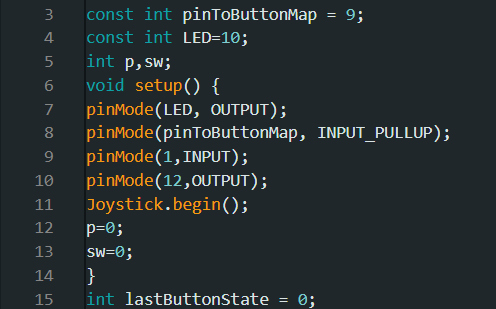 3 const int pinToButtonMap = 9;
4 const int LED=10;
5 int p,sw;
6 void setup() {
7 pinMode(LED, OUTPUT);
8 pinMode(pinToButtonMap, INPUT_PULLUP);
9 pinMode(1,INPUT);
10 pinMode(12,OUTPUT);
11 Joystick.begin();
12 p=0;
13 sw=0;
14 }
15 int lastButtonState = 0;